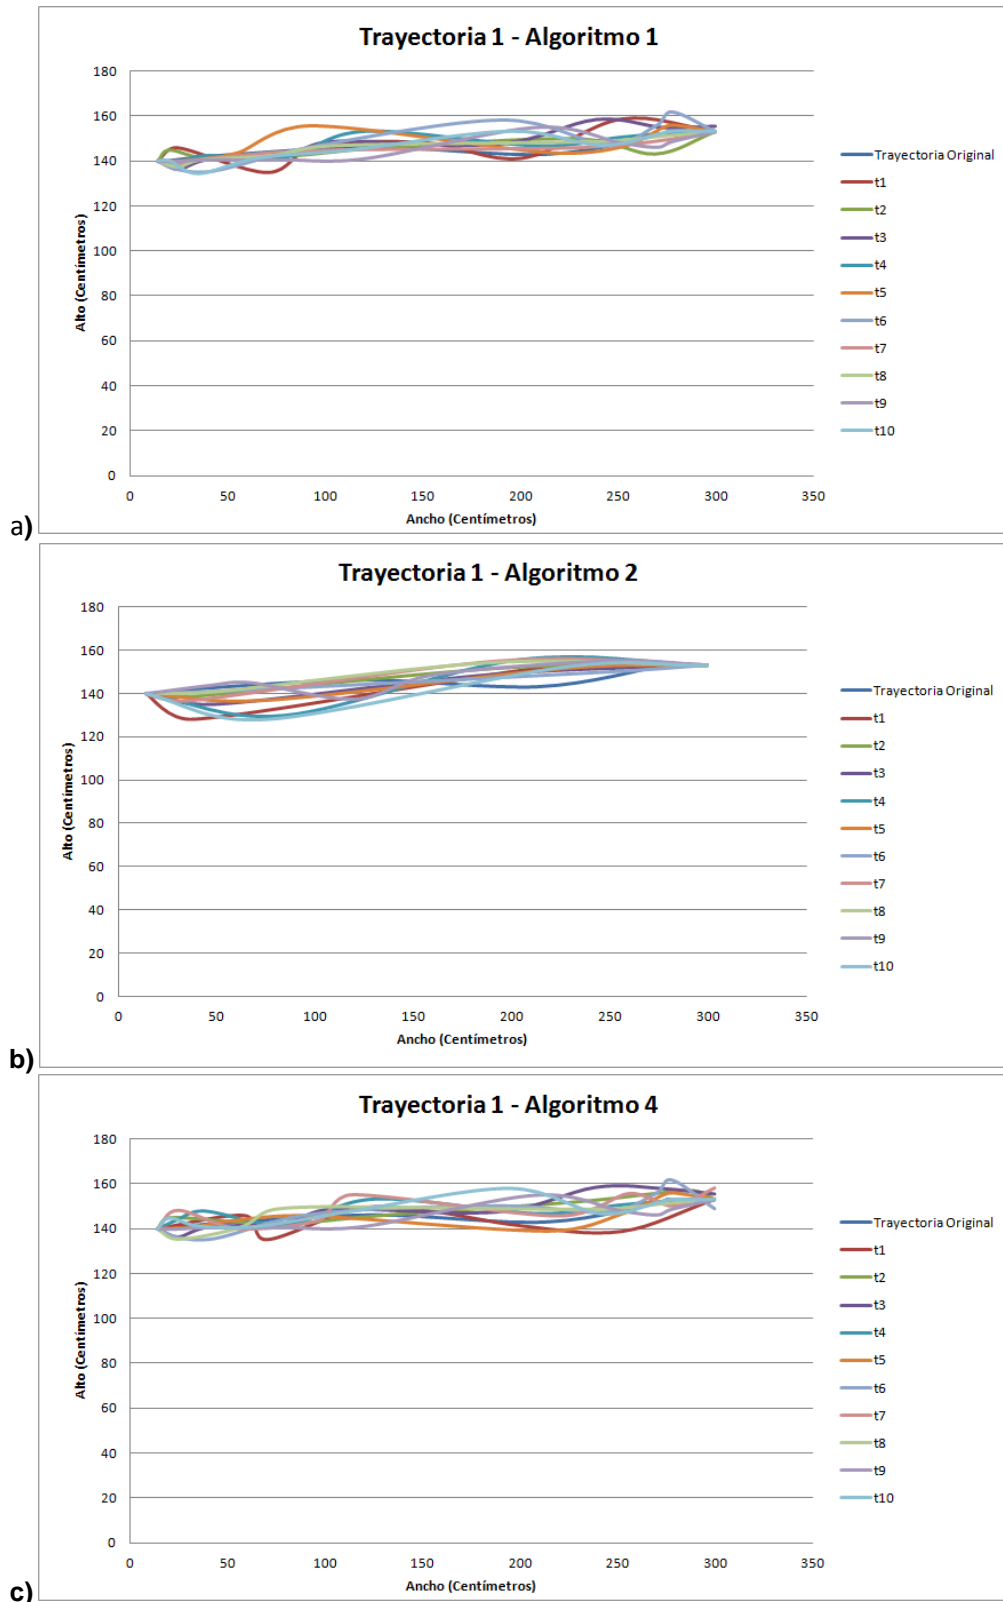 Trayectoria 1 - Algoritmo 1
180
160
140
120
100
80
60
40
20
0
Alto (Centímetros)
0 50 100 150 200 250 300 350
Ancho (Centímetros)
Trayectoria Original
t1
t2
t3
t4
t5
t6
t7
t8
t9
t10
a)
Trayectoria 1 - Algoritmo 2
180
160
140
120
100
80
60
40
20
0
Alto (Centímetros)
0 50 100 150 200 250 300 350
Ancho (Centímetros)
Trayectoria Original
t1
t2
t3
t4
t5
t6
t7
t8
t9
t10
b)
Trayectoria 1 - Algoritmo 4
180
160
140
120
100
80
60
40
20
0
Alto (Centímetros)
0 50 100 150 200 250 300 350
Ancho (Centímetros)
Trayectoria Original
t1
t2
t3
t4
t5
t6
t7
t8
t9
t10
c)